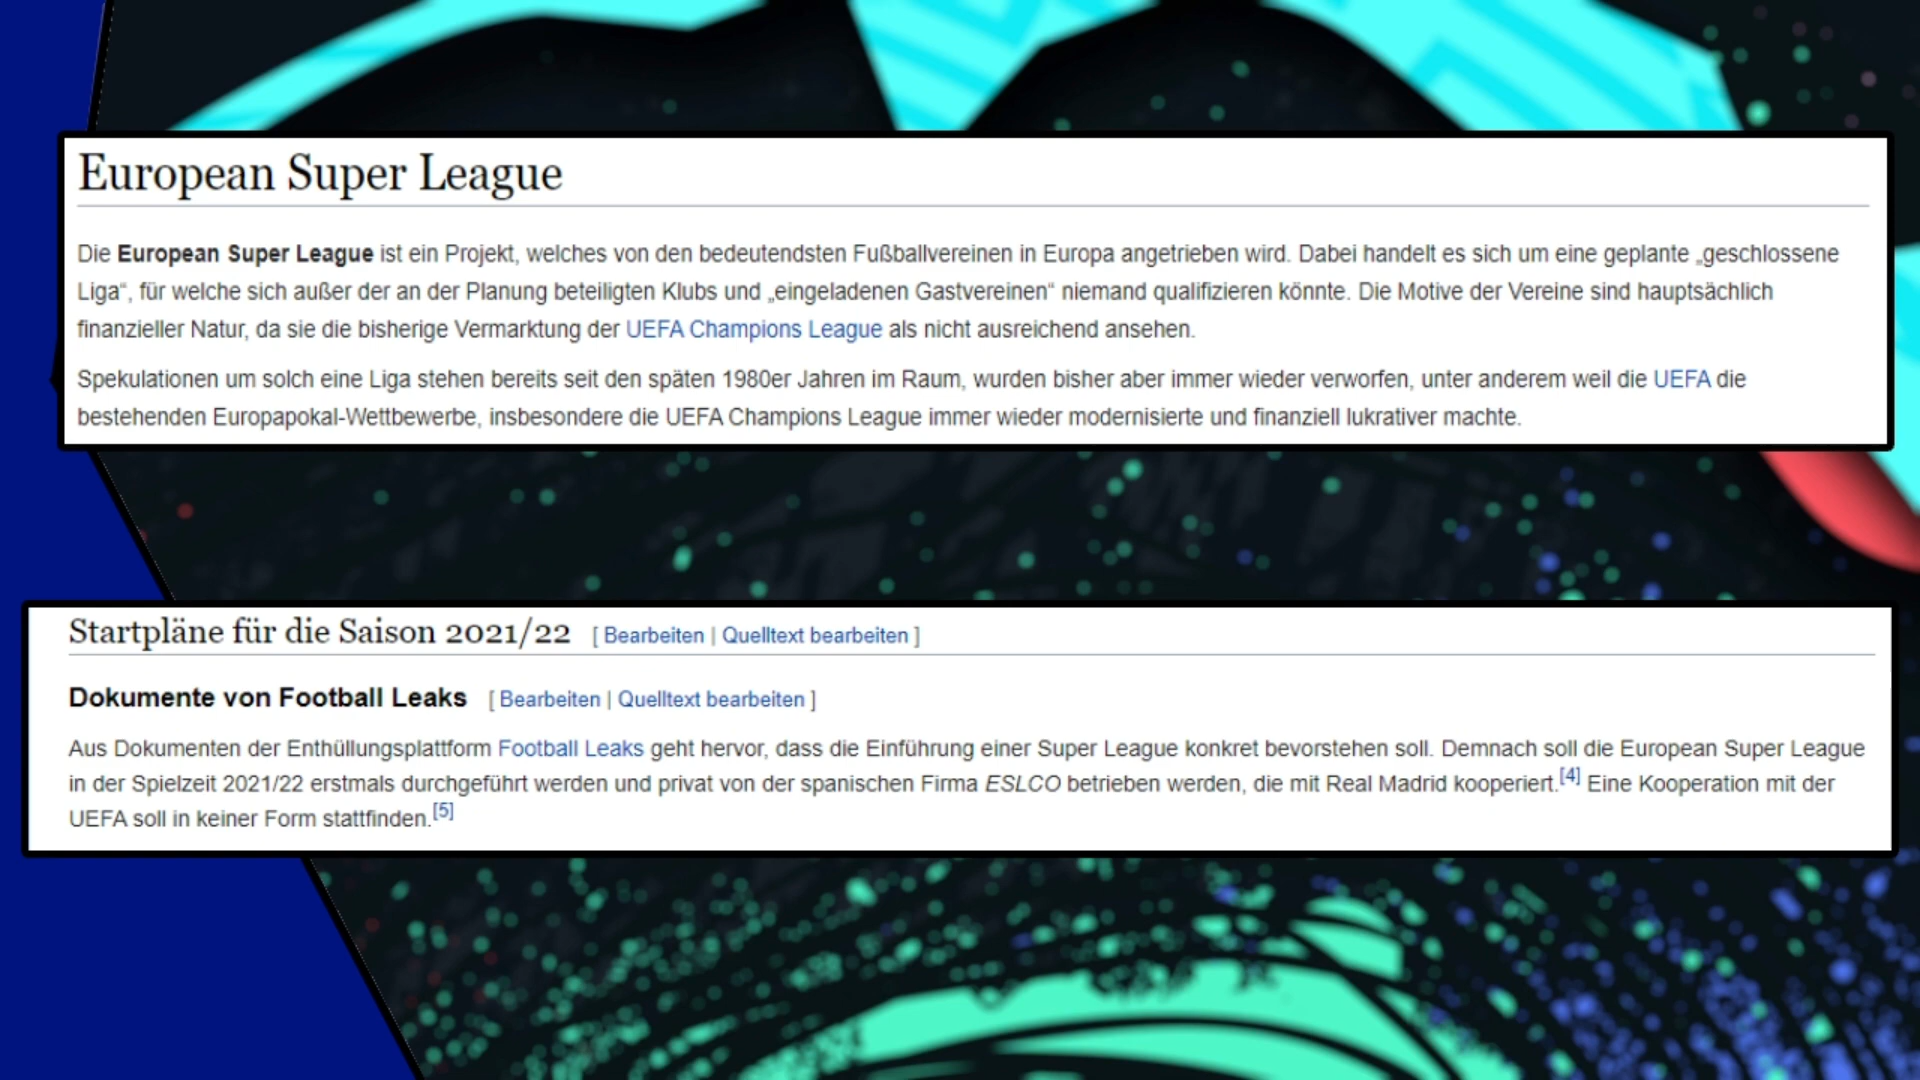 European Super League
Die European Super League ist ein Projekt, welches von den bedeutendsten Fußballvereinen in Europa angetrieben wird. Dabei handelt es sich um eine geplante „geschlossene
Liga“, für welche sich außer der an der Planung beteiligten Klubs und „eingeladenen Gastvereinen“ niemand qualifizieren könnte. Die Motive der Vereine sind hauptsächlich
finanzieller Natur, da sie die bisherige Vermarktung der UEFA Champions League als nicht ausreichend ansehen.
Spekulationen um solch eine Liga stehen bereits seit den späten 1980er Jahren im Raum, wurden bisher aber immer wieder verworfen, unter anderem weil die UEFA die
bestehenden Europapokal-Wettbewerbe, insbesondere die UEFA Champions League immer wieder modernisierte und finanziell lukrativer machte.
Startpläne für die Saison 2021/22 [ Bearbeiten | Quelltext bearbeiten ]
Dokumente von Football Leaks [ Bearbeiten | Quelltext bearbeiten ]
Aus Dokumenten der Enthüllungsplattform Football Leaks geht hervor, dass die Einführung einer Super League konkret bevorstehen soll. Demnach soll die European Super League
in der Spielzeit 2021/22 erstmals durchgeführt werden und privat von der spanischen Firma ESLCO betrieben werden, die mit Real Madrid kooperiert.[4] Eine Kooperation mit der
UEFA soll in keiner Form stattfinden.[5]